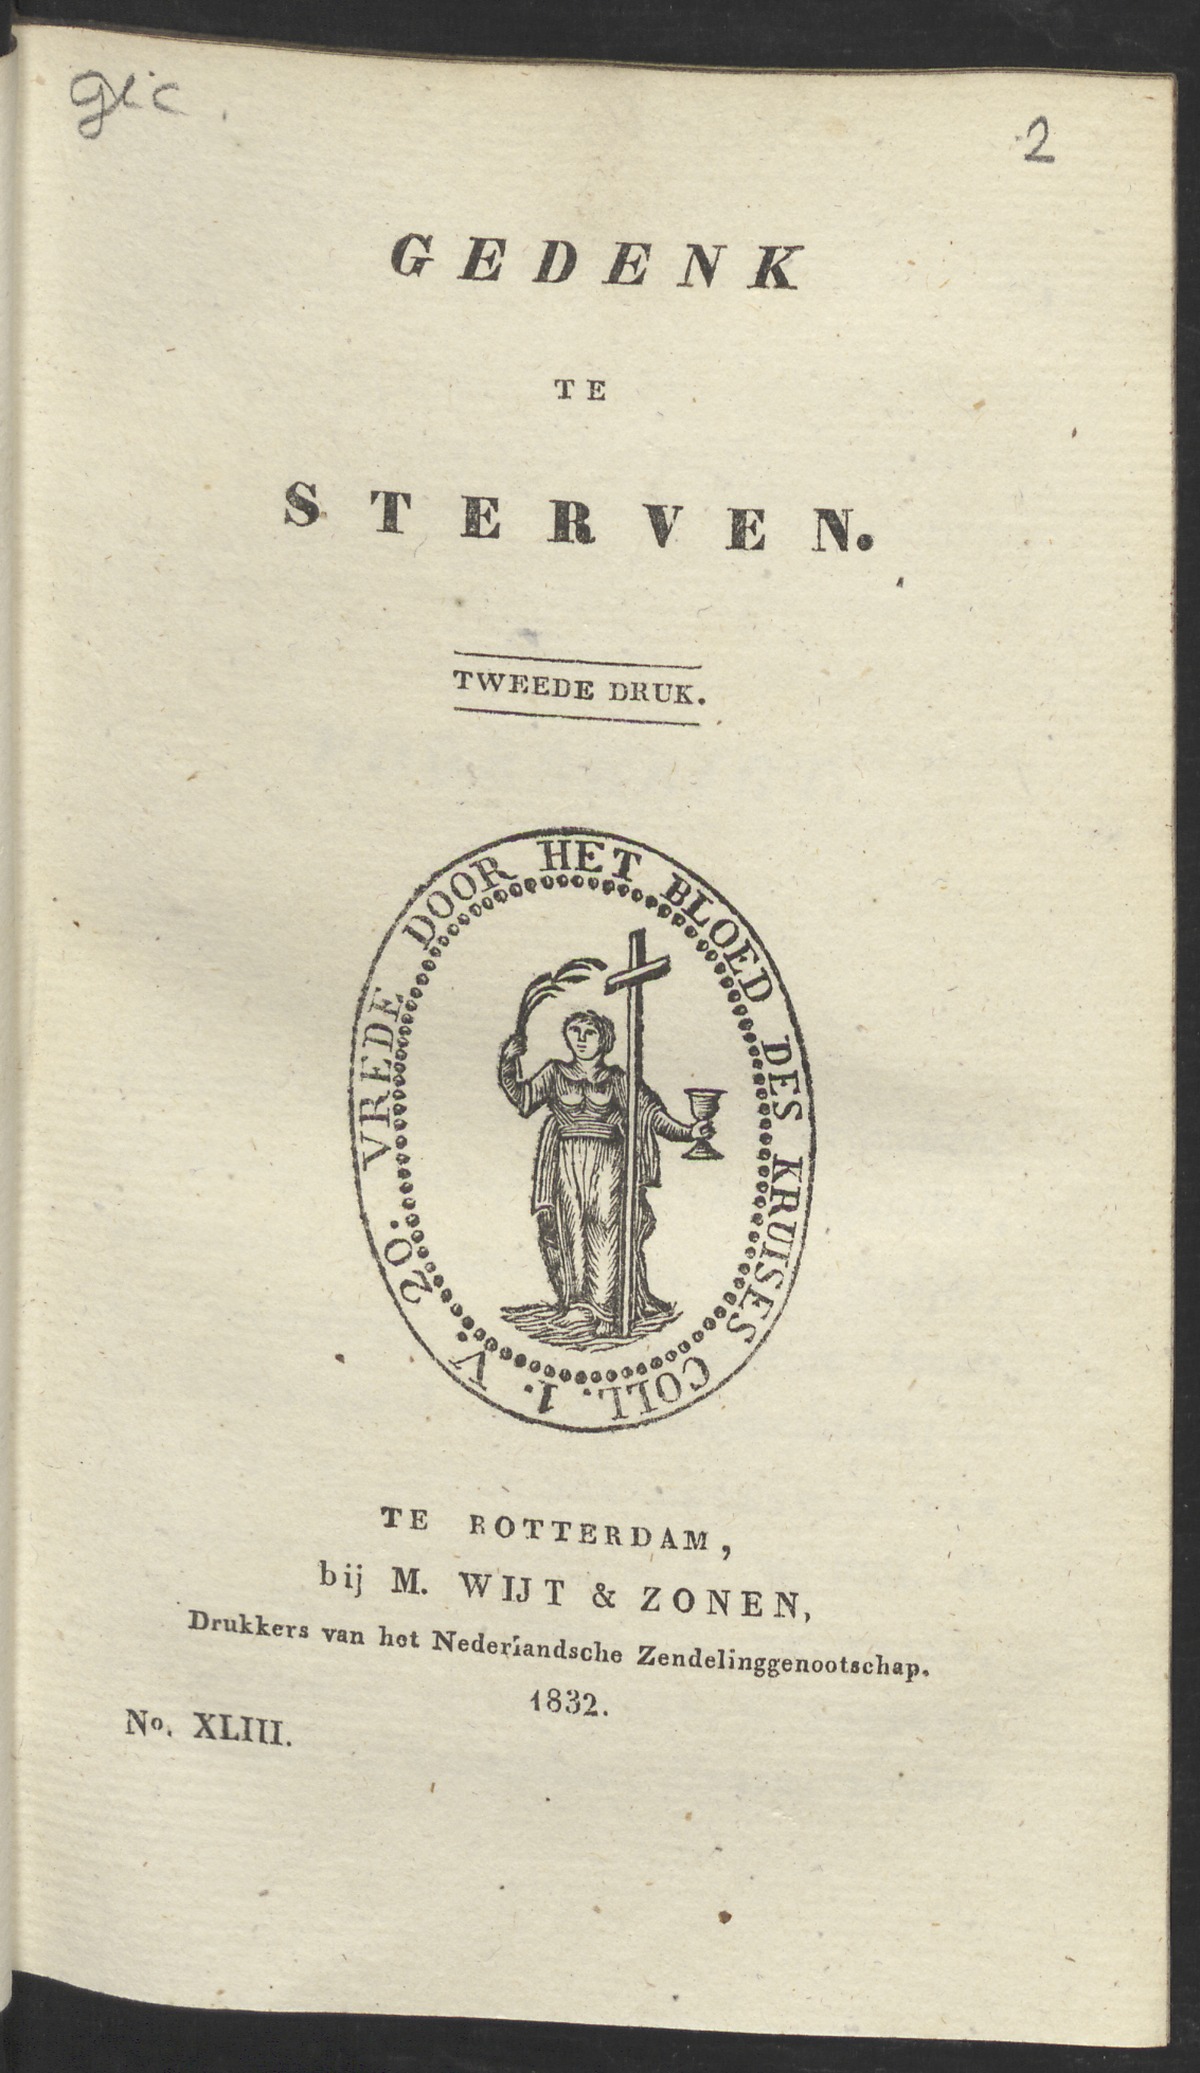 gec
2
GEDENK
TE
STERVEN.
TWEEDE DRUK.
VREDE DOOR HET BLOED DES KRUISES COLL. 1. V. 20.
TE ROTTERDAM,
bij M. WIJT & ZONEN,
Drukkers van het Nederlandsche Zendelinggenootschap.
1832.
No. XLIII.